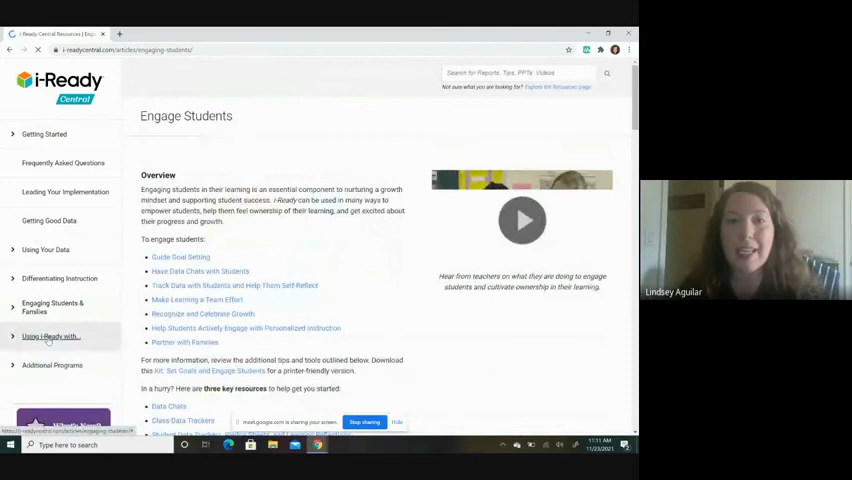 i-Ready Central Resources | Eng
i-readycentral.com/articles/engaging-students/
i-Ready
Central
Search for Reports, Tips, PPTs, Videos
Not sure what you are looking for? Explore the Resources page
Getting Started
Frequently Asked Questions
Leading Your Implementation
Getting Good Data
Using Your Data
Differentiating Instruction
Engaging Students &
Families
Using i-Ready with...
Additional Programs
What's New?
Engage Students
Overview
Engaging students in their learning is an essential component to nurturing a growth
mindset and supporting student success. i-Ready can be used in many ways to
empower students, help them feel ownership of their learning, and get excited about
their progress and growth.
To engage students:
Guide Goal Setting
Have Data Chats with Students
Track Data with Students and Help Them Self-Reflect
Make Learning a Team Effort
Recognize and Celebrate Growth
Help Students Actively Engage with Personalized Instruction
Partner with Families
For more information, review the additional tips and tools outlined below. Download
this Kit: Set Goals and Engage Students for a printer-friendly version.
In a hurry? Here are three key resources to help get you started:
Data Chats
Class Data Trackers
Hear from teachers on what they are doing to engage
students and cultivate ownership in their learning.
meet.google.com is sharing your screen.
Stop sharing
Hide
Type here to search
11:11 AM
11/23/2021
Lindsey Aguilar